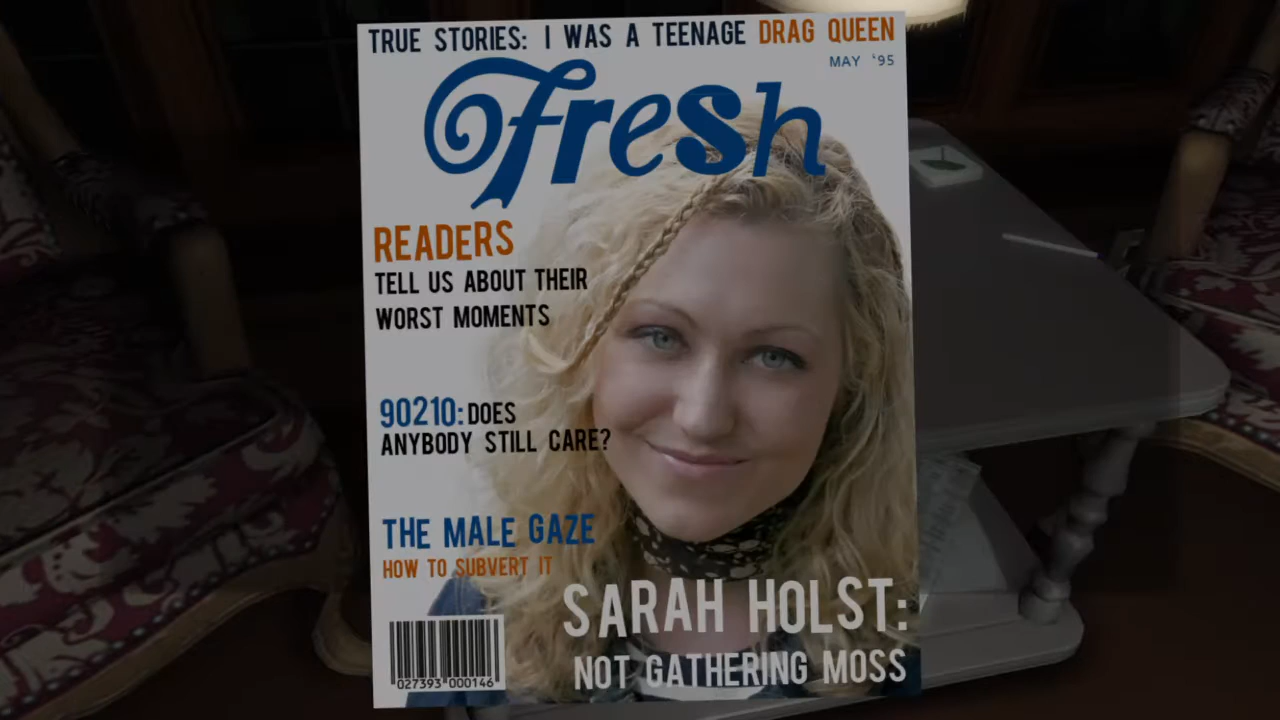 TRUE STORIES: I WAS A TEENAGE DRAG QUEEN
MAY '95
Fresh
READERS
TELL US ABOUT THEIR
WORST MOMENTS
90210: DOES
ANYBODY STILL CARE?
THE MALE GAZE
HOW TO SUBVERT IT
SARAH HOLST:
NOT GATHERING MOSS
027393 000146